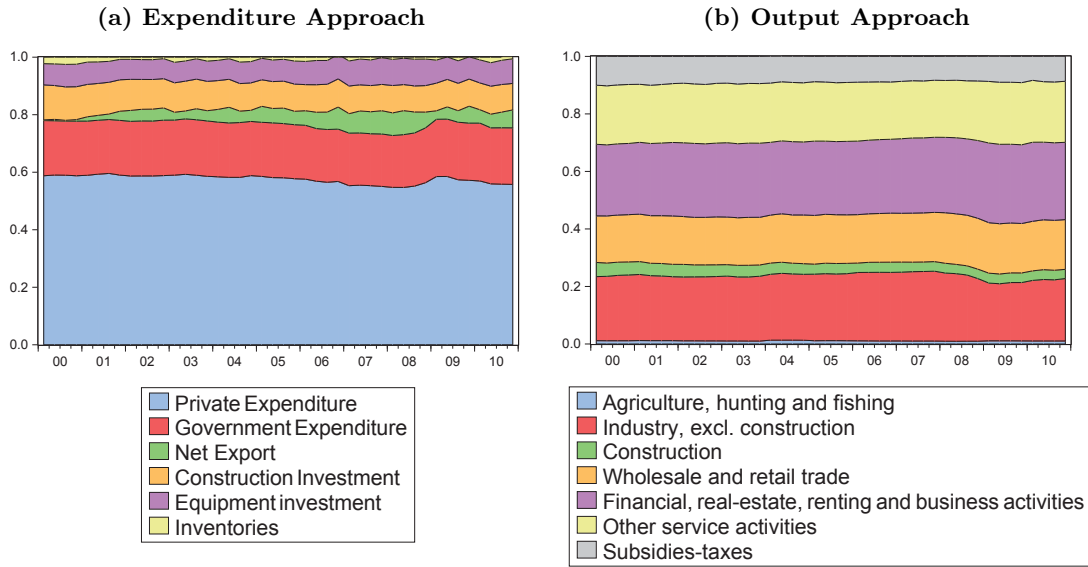 (a) Expenditure Approach
1.0
0.8
0.6
0.4
0.2
0.0
00 01 02 03 04 05 06 07 08 09 10
Private Expenditure
Government Expenditure
Net Export
Construction Investment
Equipment investment
Inventories
(b) Output Approach
1.0
0.8
0.6
0.4
0.2
0.0
00 01 02 03 04 05 06 07 08 09 10
Agriculture, hunting and fishing
Industry, excl. construction
Construction
Wholesale and retail trade
Financial, real-estate, renting and business activities
Other service activities
Subsidies-taxes